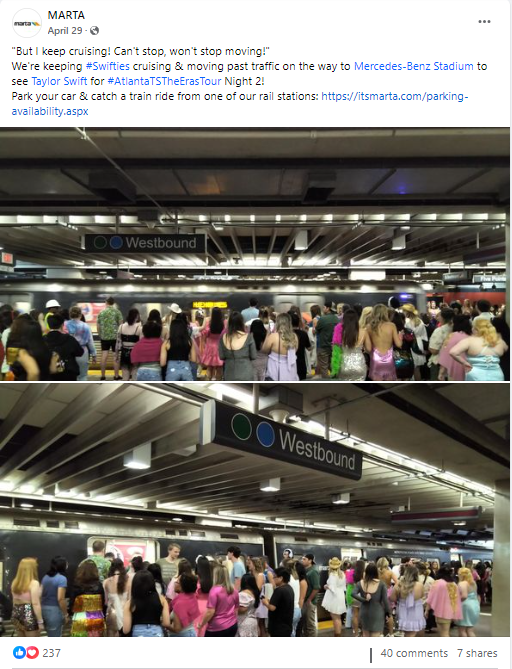 MARTA
marta
April 29 ·
"But I keep cruising! Can't stop, won't stop moving!"
We're keeping #Swifties cruising & moving past traffic on the way to Mercedes-Benz Stadium to
see Taylor Swift for #AtlantaTSTheErasTour Night 2!
Park your car & catch a train ride from one of our rail stations: https://itsmarta.com/parking-
availability.aspx
Westbound
Westbound
237
40 comments 7 shares